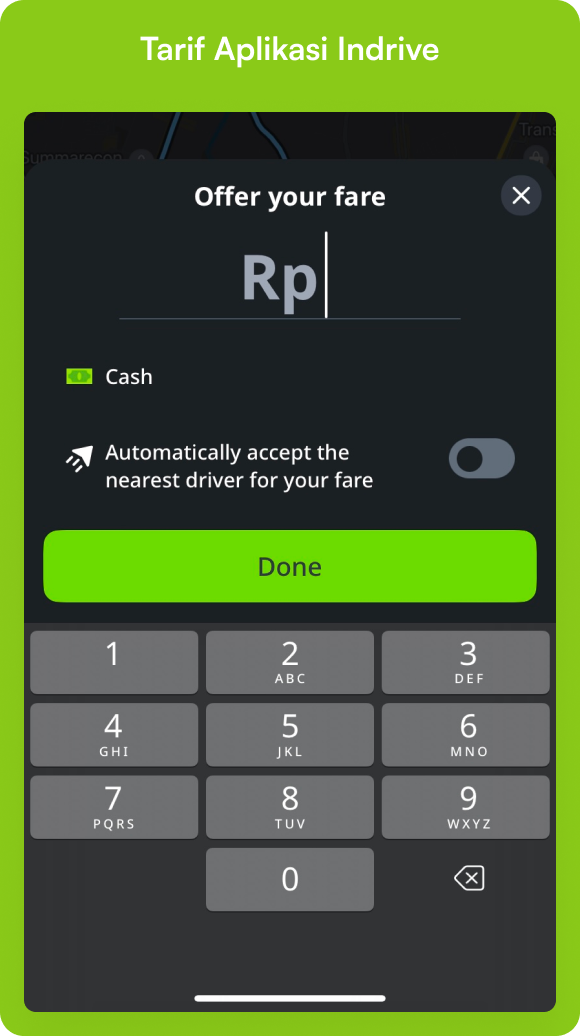 Tarif Aplikasi Indrive
Trans
Summarecon
Offer your fare
Rp
Cash
Automatically accept the
nearest driver for your fare
Done
1
2
ABC
3
DEF
4
GHI
5
JKL
6
MNO
7
PQRS
8
TUV
9
WXYZ
0